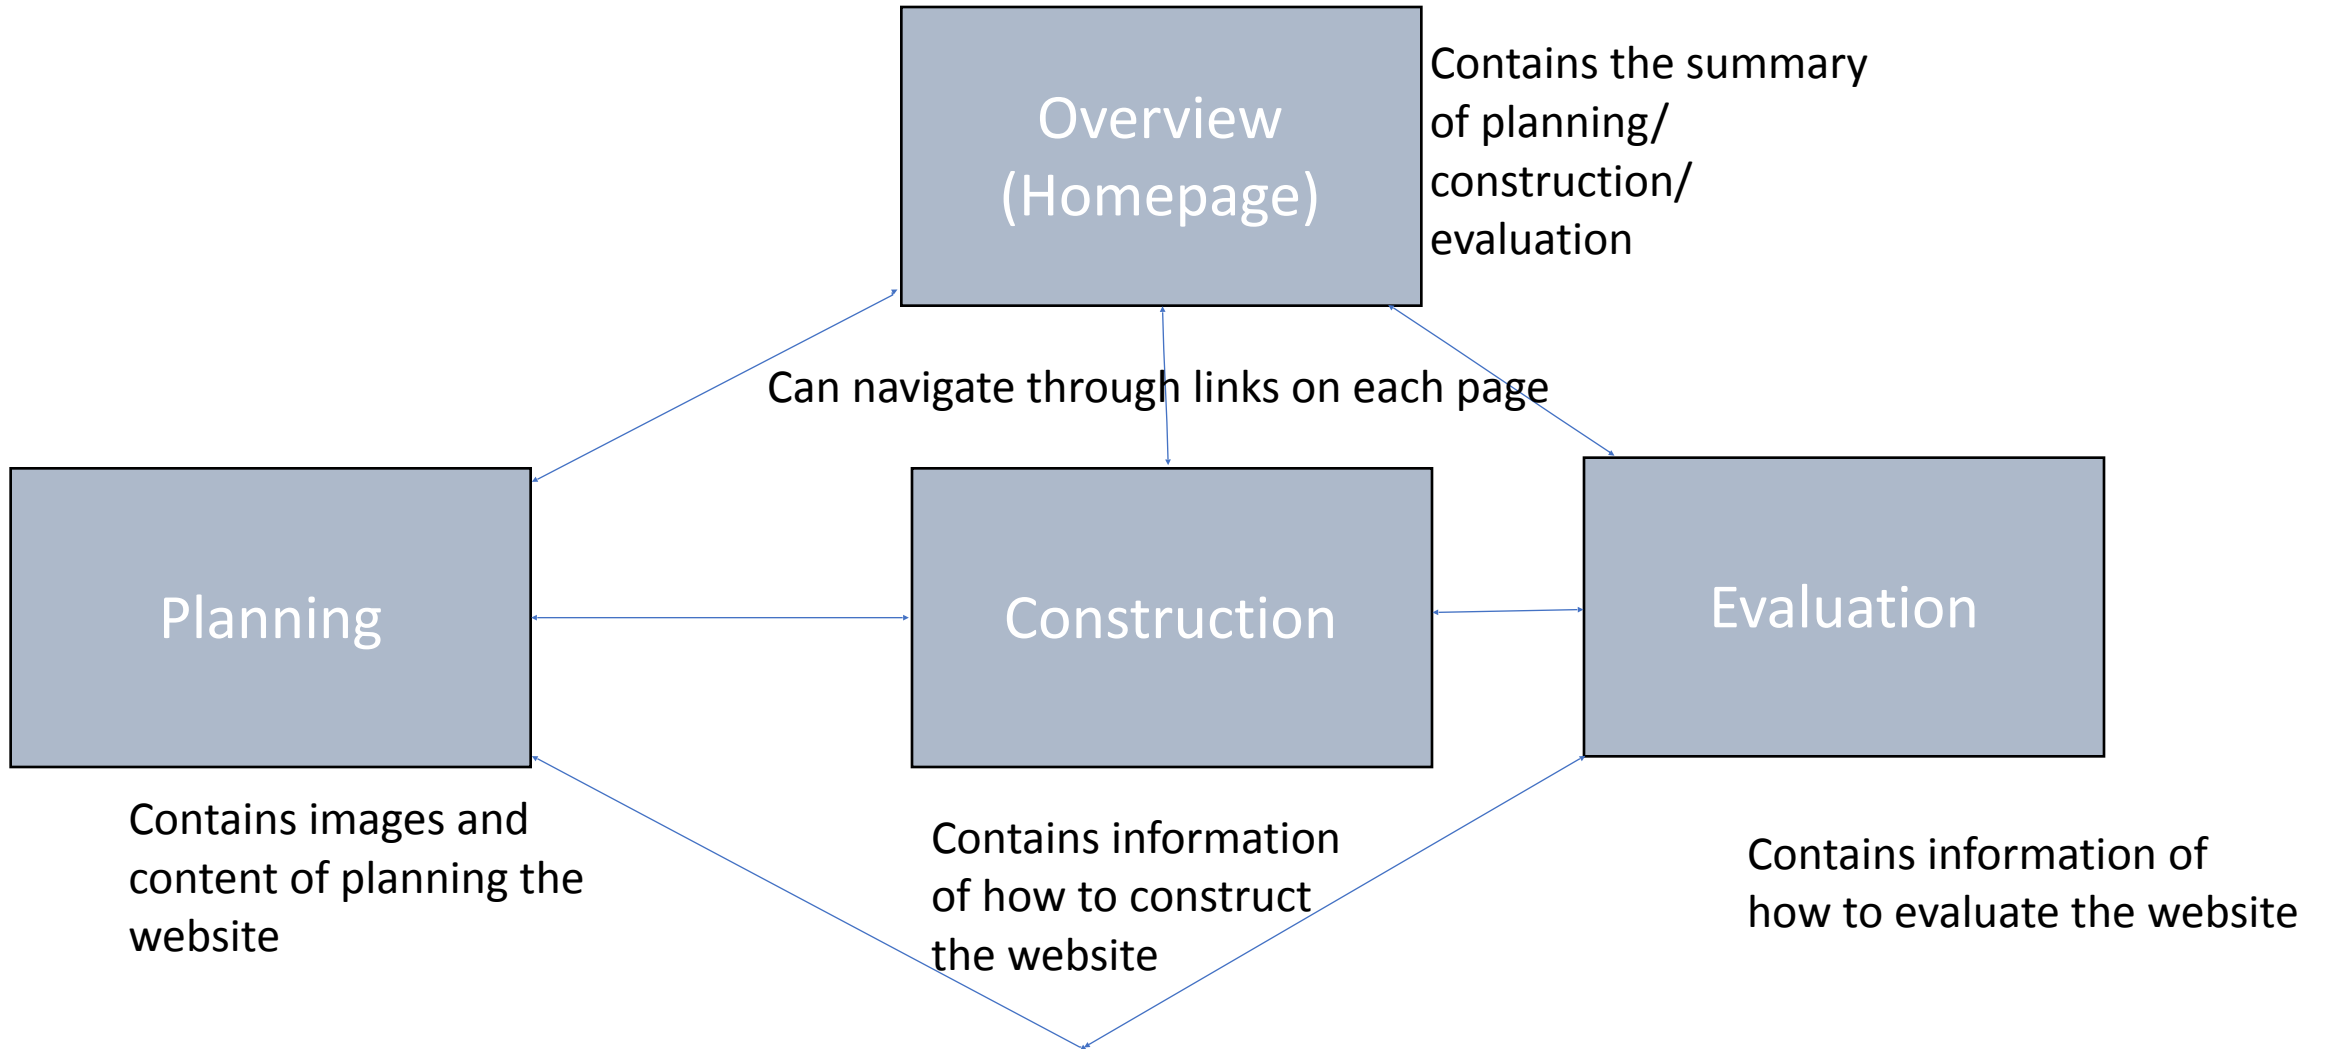 Overview
(Homepage)
Contains the summary
of planning/
construction/
evaluation
Can navigate through links on each page
Planning
Construction
Evaluation
Contains images and
content of planning the
website
Contains information
of how to construct
the website
Contains information of
how to evaluate the website